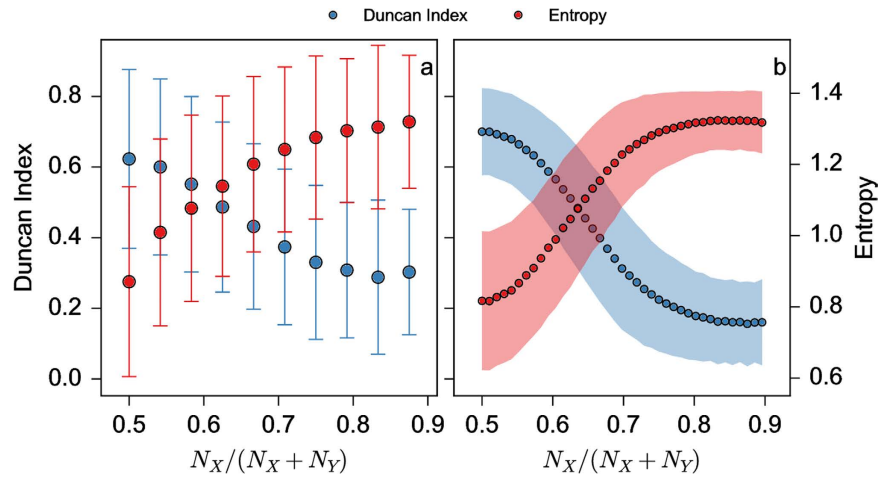 Duncan Index Entropy
a
b
Duncan Index
0.8
0.6
0.4
0.2
0.0
1.4
1.2
1.0
0.8
0.6
Entropy
0.5 0.6 0.7 0.8 0.9
0.5 0.6 0.7 0.8 0.9
N_X/(N_X + N_Y)
N_X/(N_X + N_Y)